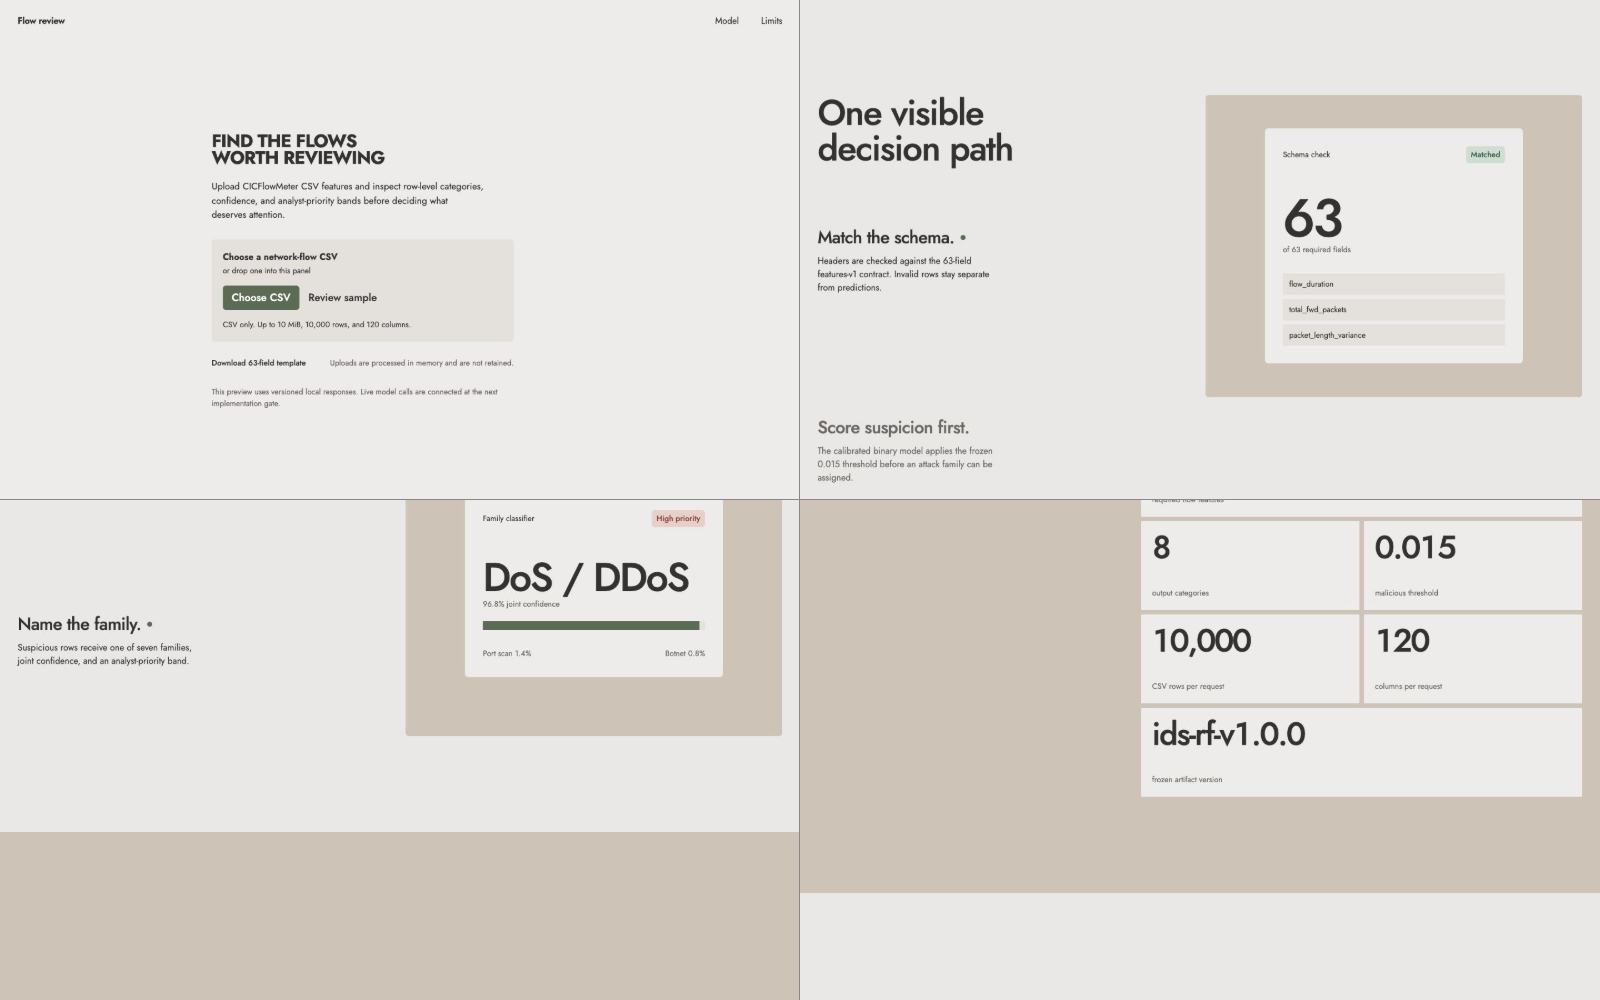 Flow review
Model
Limits
FIND THE FLOWS
WORTH REVIEWING
Upload CICFlowMeter CSV features and inspect row-level categories,
confidence, and analyst-priority bands before deciding what
deserves attention.
Choose a network-flow CSV
or drop one into this panel
Choose CSV
Review sample
CSV only. Up to 10 MiB, 10,000 rows, and 120 columns.
Download 63-field template
Uploads are processed in memory and are not retained.
This preview uses versioned local responses. Live model calls are connected at the next
implementation gate.
One visible
decision path
Match the schema.
Headers are checked against the 63-field
features-v1 contract. Invalid rows stay separate
from predictions.
Score suspicion first.
The calibrated binary model applies the frozen
0.015 threshold before an attack family can be
assigned.
Schema check
Matched
63
of 63 required fields
flow_duration
total_fwd_packets
packet_length_variance
Name the family.
Suspicious rows receive one of seven families,
joint confidence, and an analyst-priority band.
Family classifier
High priority
DoS / DDoS
96.8% joint confidence
Port scan 1.4%
Botnet 0.8%
required flow features
8
output categories
0.015
malicious threshold
10,000
CSV rows per request
120
columns per request
ids-rf-v1.0.0
frozen artifact version